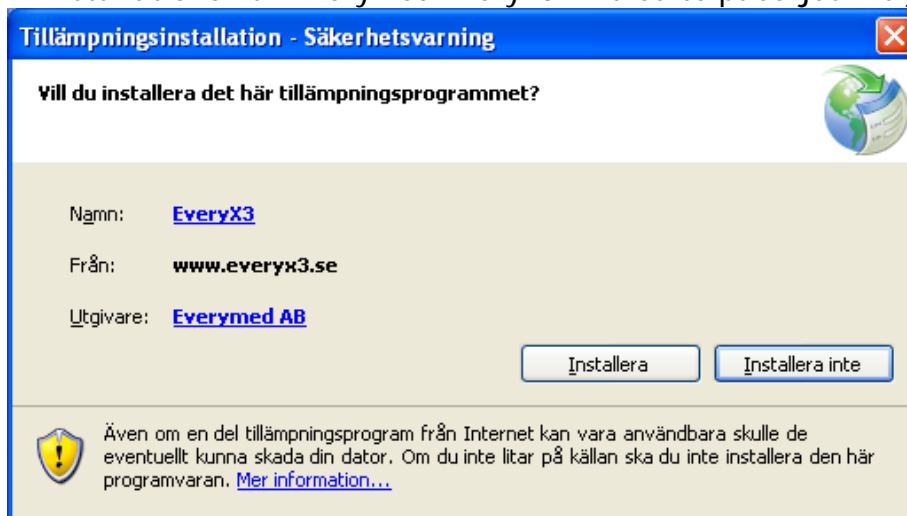 Tillämpningsinstallation - Säkerhetsvarning
Vill du installera det här tillämpningsprogrammet?
Namn: EveryX3
Från: www.everyx3.se
Utgivare: Everymed AB
Installera Installera inte
Även om en del tillämpningsprogram från Internet kan vara användbara skulle de
eventuellt kunna skada din dator. Om du inte litar på källan ska du inte installera den här
programvaran. Mer information...